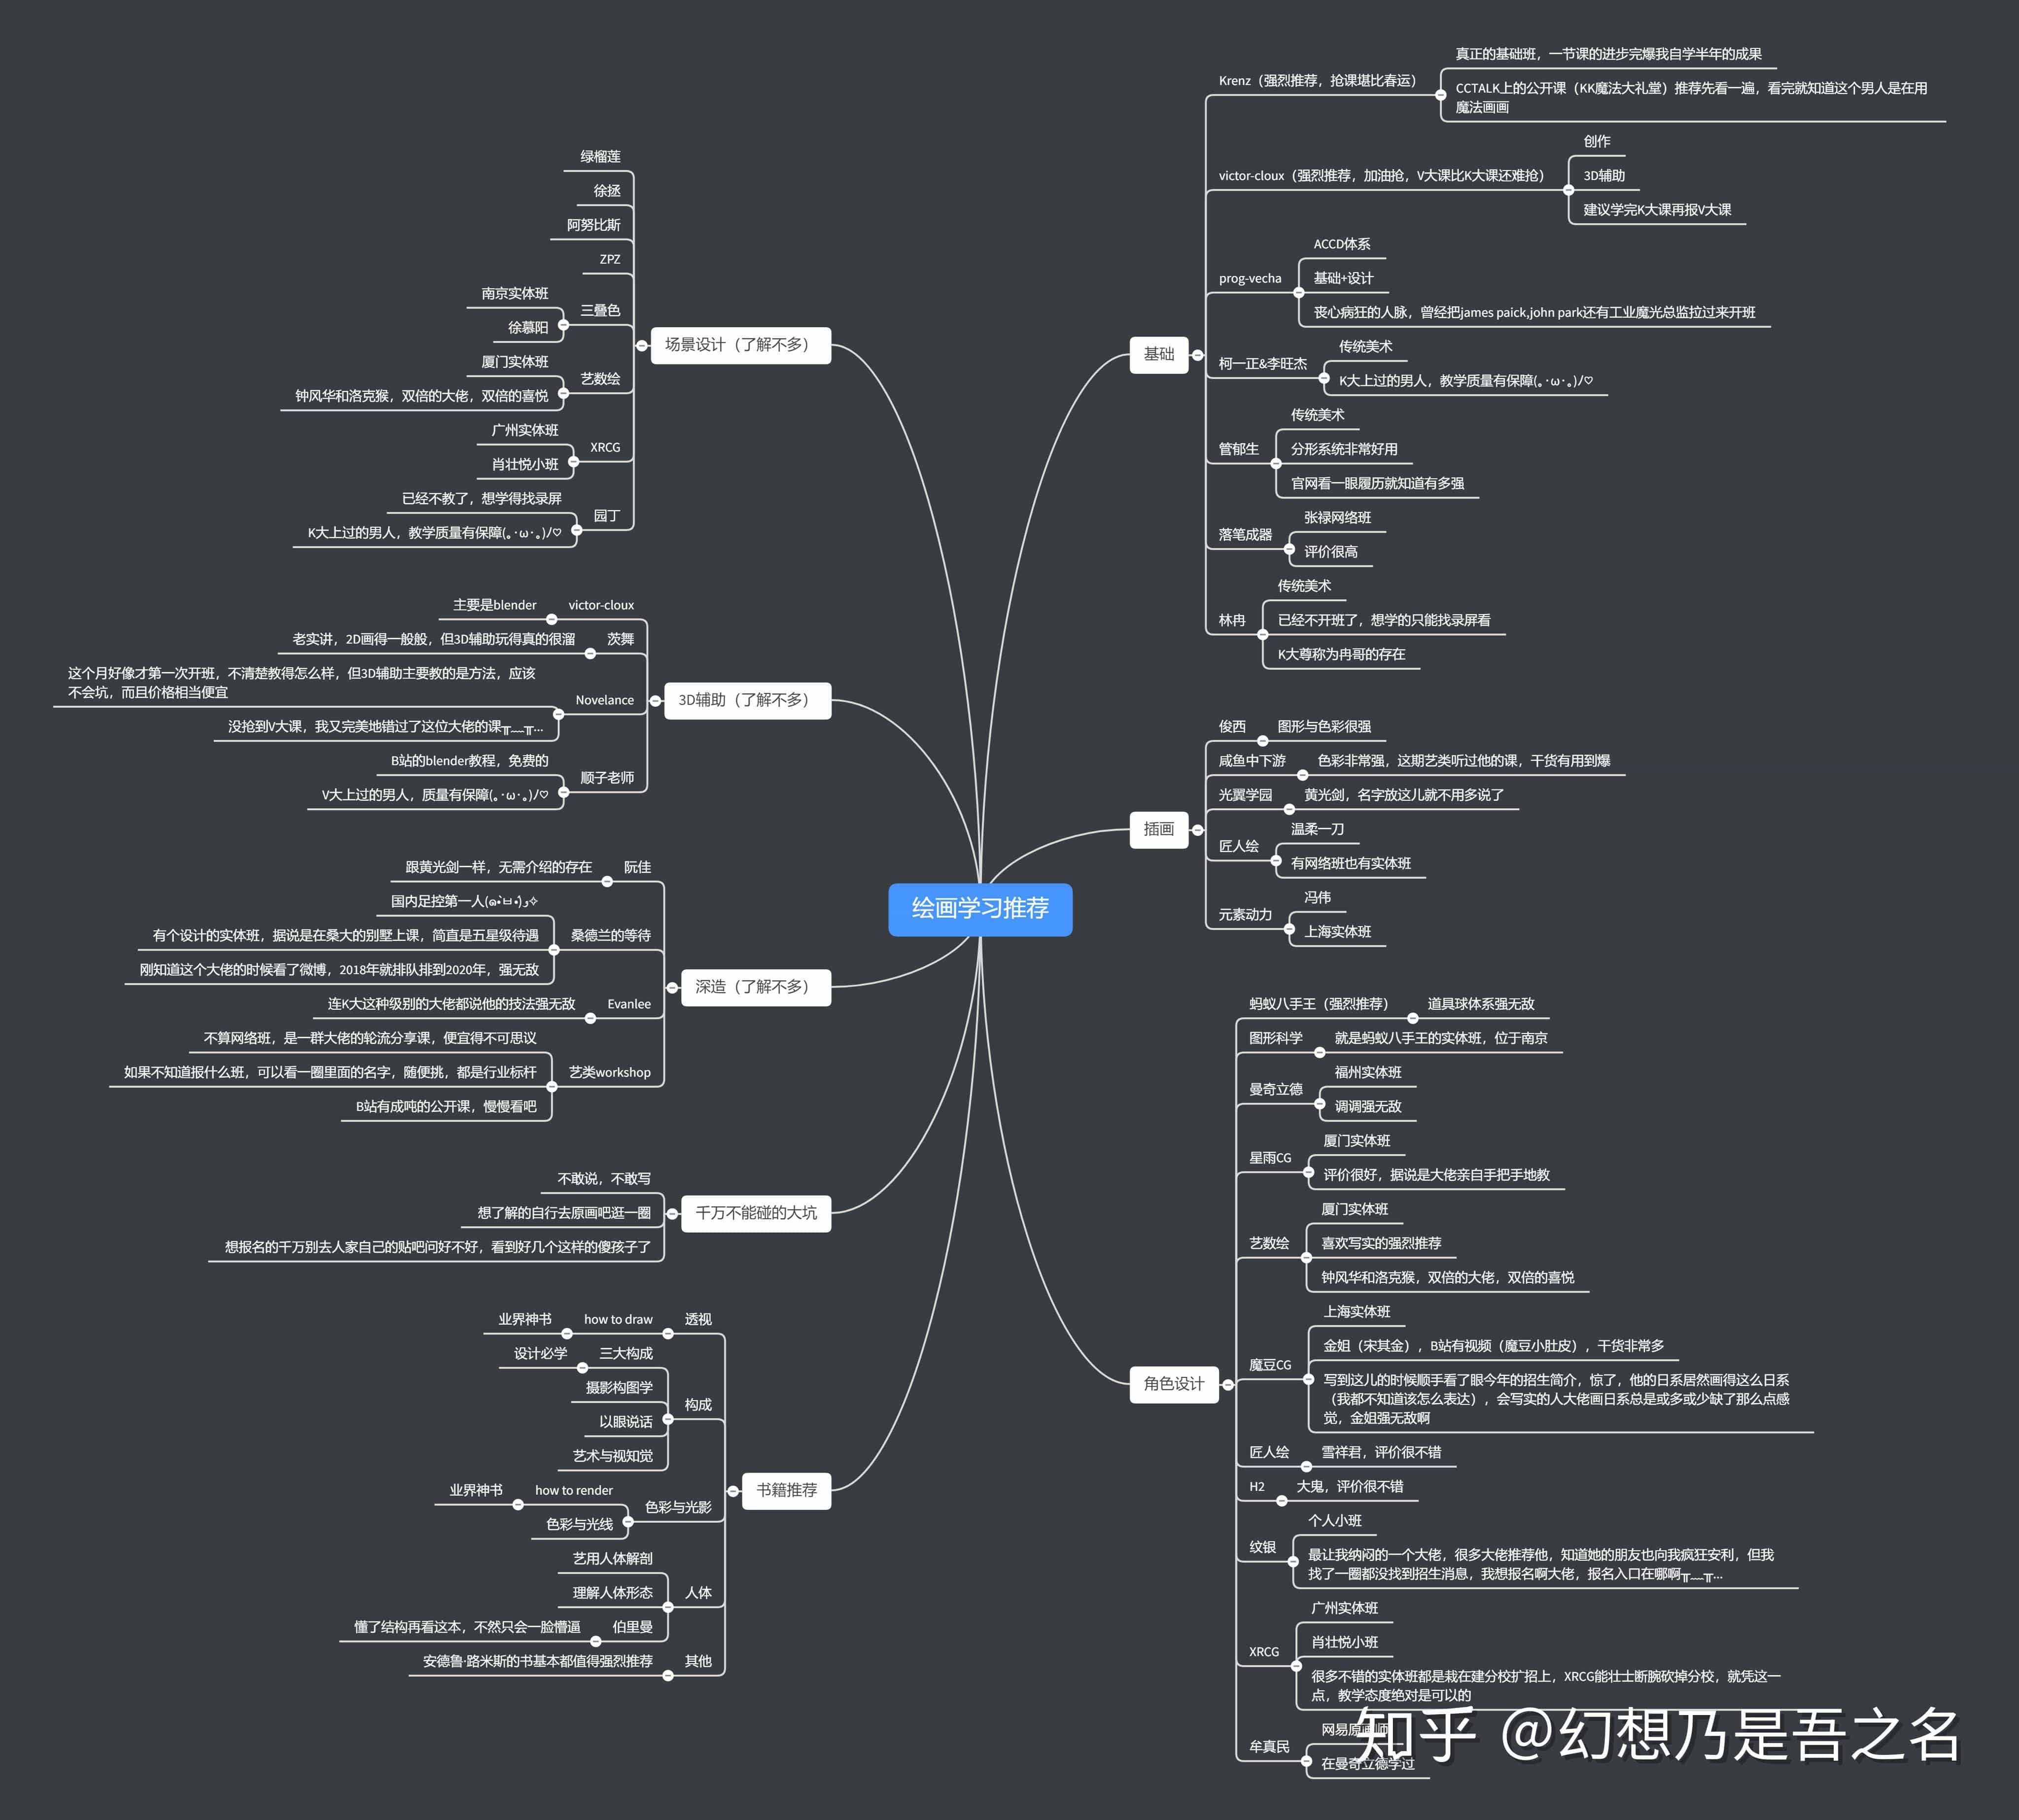 绘画学习推荐
基础
Krenz（强烈推荐，抢课堪比春运）
真正的基础班，一节课的进步完爆我自学半年的成果
CCTALK上的公开课（KK魔法大礼堂）推荐先看一遍，看完就知道这个男人是在用
魔法画画
victor-cloux（强烈推荐，加油抢，V大课比K大课还难抢）
创作
3D辅助
建议学完K大课再报V大课
prog-vecha
ACCD体系
基础+设计
丧心病狂的人脉，曾经把james paick,john park还有工业魔光总监拉过来开班
柯一正&李旺杰
传统美术
K大上过的男人，教学质量有保障(｡･ω･｡)ﾉ♡
管郁生
传统美术
分形系统非常好用
官网看一眼履历就知道有多强
落笔成器
张禄网络班
评价很高
林冉
传统美术
已经不开班了，想学的只能找录屏看
K大尊称为冉哥的存在
插画
俊西
图形与色彩很强
咸鱼中下游
色彩非常强，这期艺类听过他的课，干货有用到爆
光翼学园
黄光剑，名字放这儿就不用多说了
匠人绘
温柔一刀
有网络班也有实体班
元素动力
冯伟
上海实体班
角色设计
蚂蚁八手王（强烈推荐）
道具球体系强无敌
图形科学
就是蚂蚁八手王的实体班，位于南京
曼奇立德
福州实体班
调调强无敌
星雨CG
厦门实体班
评价很好，据说是大佬亲自手把手地教
艺数绘
厦门实体班
喜欢写实的强烈推荐
钟风华和洛克猴，双倍的大佬，双倍的喜悦
魔豆CG
上海实体班
金姐（宋其金），B站有视频（魔豆小肚皮），干货非常多
写到这儿的时候顺手看了眼今年的招生简介，惊了，他的日系居然画得这么日系
（我都不知道该怎么表达），会写实的人大佬画日系总是或多或少缺了那么点感
觉，金姐强无敌啊
匠人绘
雪祥君，评价很不错
H2
大鬼，评价很不错
纹银
个人小班
最让我纳闷的一个大佬，很多大佬推荐他，知道她的朋友也向我疯狂安利，但我
找了一圈都没找到招生消息，我想报名啊大佬，报名入口在哪啊╥﹏╥...
XRCG
广州实体班
肖壮悦小班
很多不错的实体班都是栽在建分校扩招上，XRCG能壮士断腕砍掉分校，就凭这一
点，教学态度绝对是可以的
牟真民
网易原画师
在曼奇立德学过
场景设计（了解不多）
绿榴莲
徐拯
阿努比斯
ZPZ
三叠色
南京实体班
徐慕阳
艺数绘
厦门实体班
钟风华和洛克猴，双倍的大佬，双倍的喜悦
XRCG
广州实体班
肖壮悦小班
园丁
已经不教了，想学得找录屏
K大上过的男人，教学质量有保障(｡･ω･｡)ﾉ♡
3D辅助（了解不多）
victor-cloux
主要是blender
茨舞
老实讲，2D画得一般般，但3D辅助玩得真的很溜
Novelance
这个月好像才第一次开班，不清楚教得怎么样，但3D辅助主要教的是方法，应该
不会坑，而且价格相当便宜
没抢到V大课，我又完美地错过了这位大佬的课╥﹏╥...
顺子老师
B站的blender教程，免费的
V大上过的男人，质量有保障(｡･ω･｡)ﾉ♡
深造（了解不多）
阮佳
跟黄光剑一样，无需介绍的存在
桑德兰的等待
国内足控第一人(๑•̀ㅂ•́)و✧
有个设计的实体班，据说是在桑大的别墅上课，简直是五星级待遇
刚知道这个大佬的时候看了微博，2018年就排队排到2020年，强无敌
Evanlee
连K大这种级别的大佬都说他的技法强无敌
艺类workshop
不算网络班，是一群大佬的轮流分享课，便宜得不可思议
如果不知道报什么班，可以看一圈里面的名字，随便挑，都是行业标杆
B站有成吨的公开课，慢慢看吧
千万不能碰的大坑
不敢说，不敢写
想了解的自行去原画吧逛一圈
想报名的千万别去人家自己的贴吧问好不好，看到好几个这样的傻孩子了
书籍推荐
透视
how to draw
业界神书
构成
三大构成
设计必学
摄影构图学
以眼说话
艺术与视知觉
色彩与光影
how to render
业界神书
色彩与光线
人体
艺用人体解剖
理解人体形态
伯里曼
懂了结构再看这本，不然只会一脸懵逼
其他
安德鲁·路米斯的书基本都值得强烈推荐
知乎 @幻想乃是吾之名